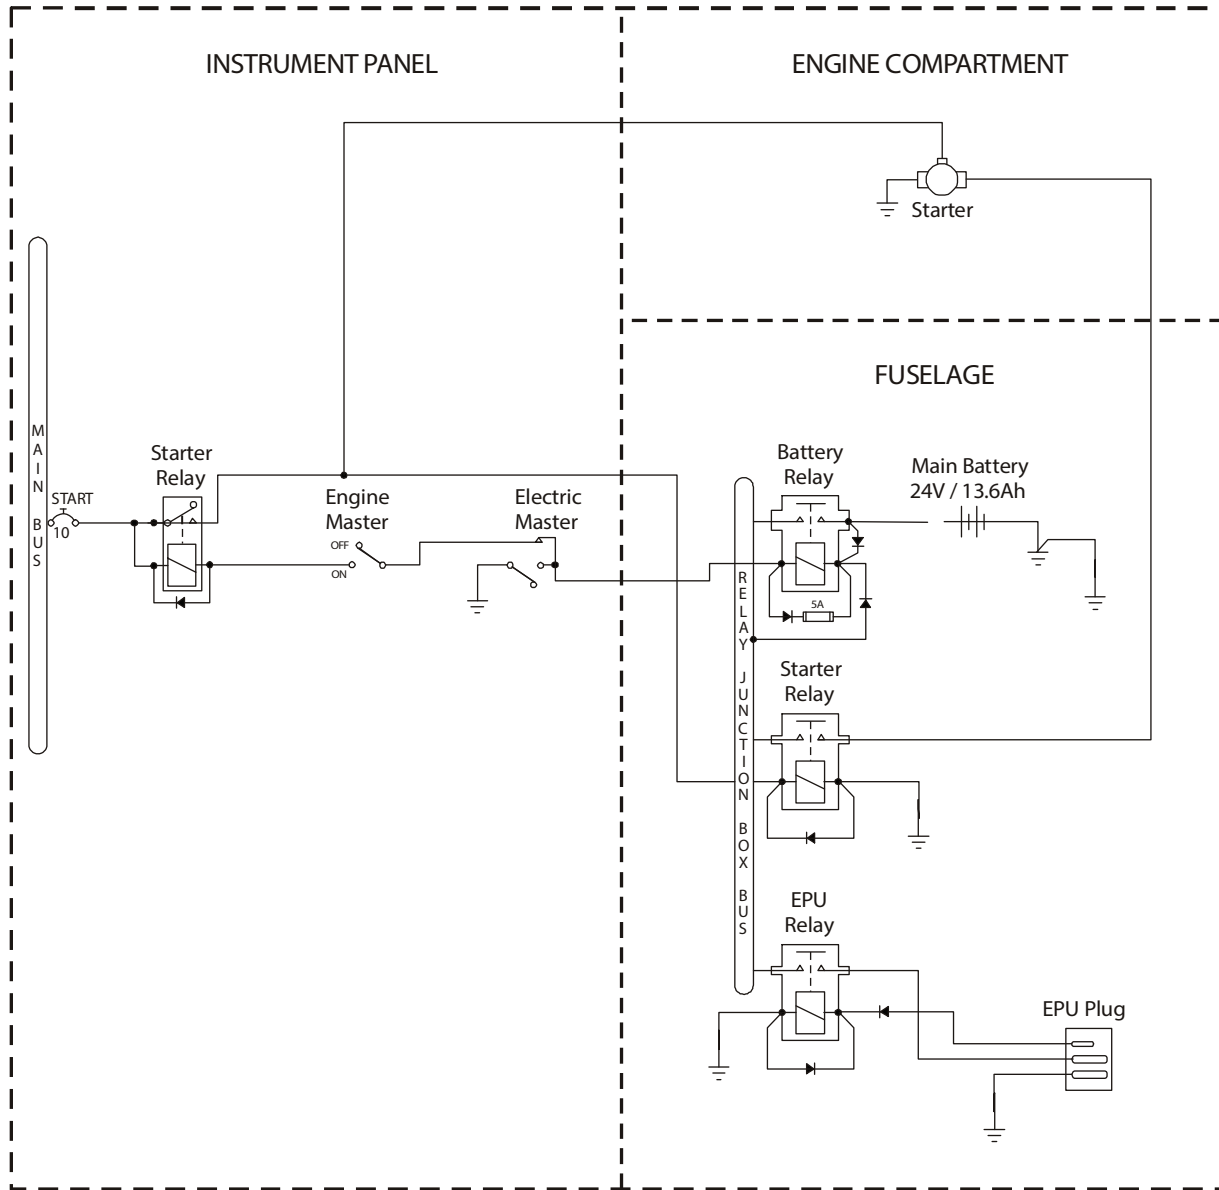 INSTRUMENT PANEL
ENGINE COMPARTMENT
Starter
FUSELAGE
MAIN BUS
START
10
Starter
Relay
Engine
Master
OFF
ON
Electric
Master
Battery
Relay
Main Battery
24V / 13.6Ah
5A
RELAY JUNCTION BOX BUS
Starter
Relay
EPU
Relay
EPU Plug